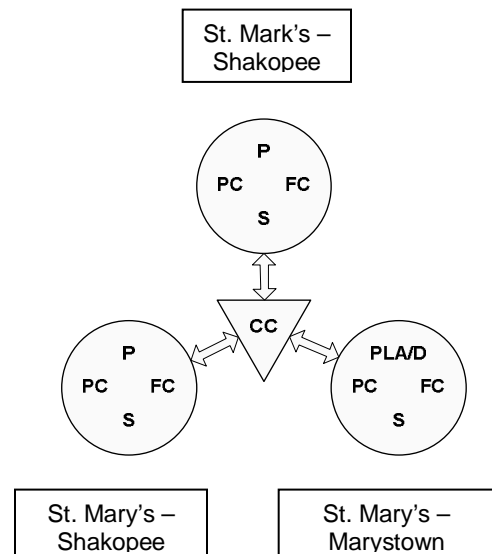 St. Mark's –
Shakopee
P
PC FC
S
CC
P
PC FC
S
PLA/D
PC FC
S
St. Mary's –
Shakopee
St. Mary's –
Marystown